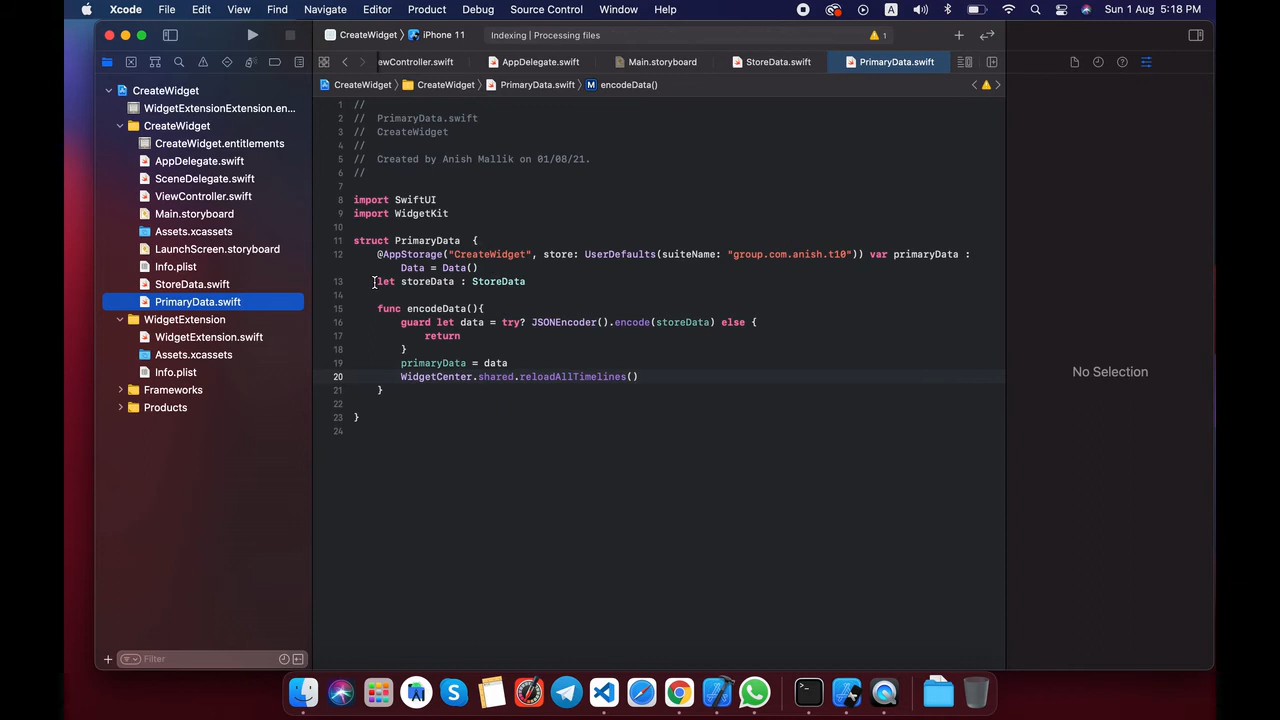 Xcode File Edit View Find Navigate Editor Product Debug Source Control Window Help
A
Sun 1 Aug 5:18 PM
CreateWidget iPhone 11
Indexing | Processing files
1
ewController.swift
AppDelegate.swift
Main.storyboard
StoreData.swift
PrimaryData.swift
CreateWidget CreateWidget PrimaryData.swift M encodeData()
CreateWidget
WidgetExtensionExtension.en...
CreateWidget
CreateWidget.entitlements
AppDelegate.swift
SceneDelegate.swift
ViewController.swift
Main.storyboard
Assets.xcassets
LaunchScreen.storyboard
Info.plist
StoreData.swift
PrimaryData.swift
WidgetExtension
WidgetExtension.swift
Assets.xcassets
Info.plist
Frameworks
Products
Filter
1 //
2 //  PrimaryData.swift
3 //  CreateWidget
4 //
5 //  Created by Anish Mallik on 01/08/21.
6 //
7
8 import SwiftUI
9 import WidgetKit
10
11 struct PrimaryData  {
12 @AppStorage("CreateWidget", store: UserDefaults(suiteName: "group.com.anish.t10")) var primaryData :
Data = Data()
13 let storeData : StoreData
14
15 func encodeData(){
16 guard let data = try? JSONEncoder().encode(storeData) else {
17 return
18 }
19 primaryData = data
20 WidgetCenter.shared.reloadAllTimelines()
21 }
22
23 }
24
No Selection